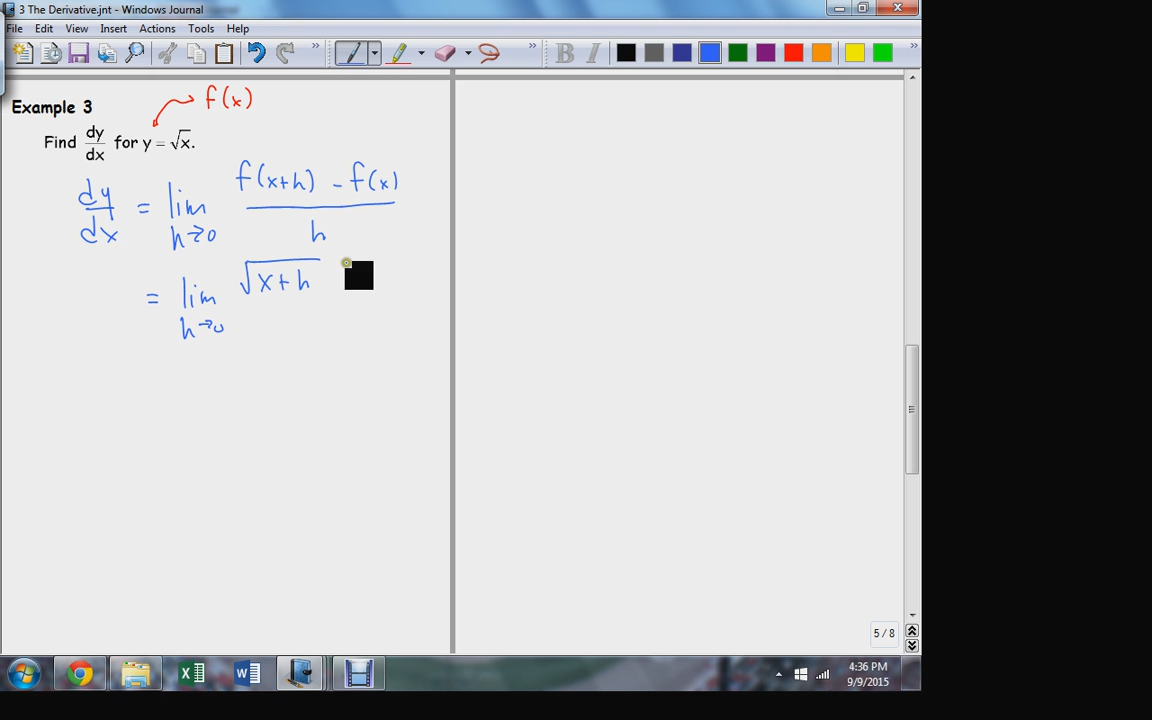 3 The Derivative.jnt - Windows Journal
File Edit View Insert Actions Tools Help
B I
Example 3
f(x)
Find dy/dx for y = √x.
dy/dx = lim h→0 f(x+h) - f(x) / h
= lim h→0 √x+h
5 / 8
4:36 PM
9/9/2015